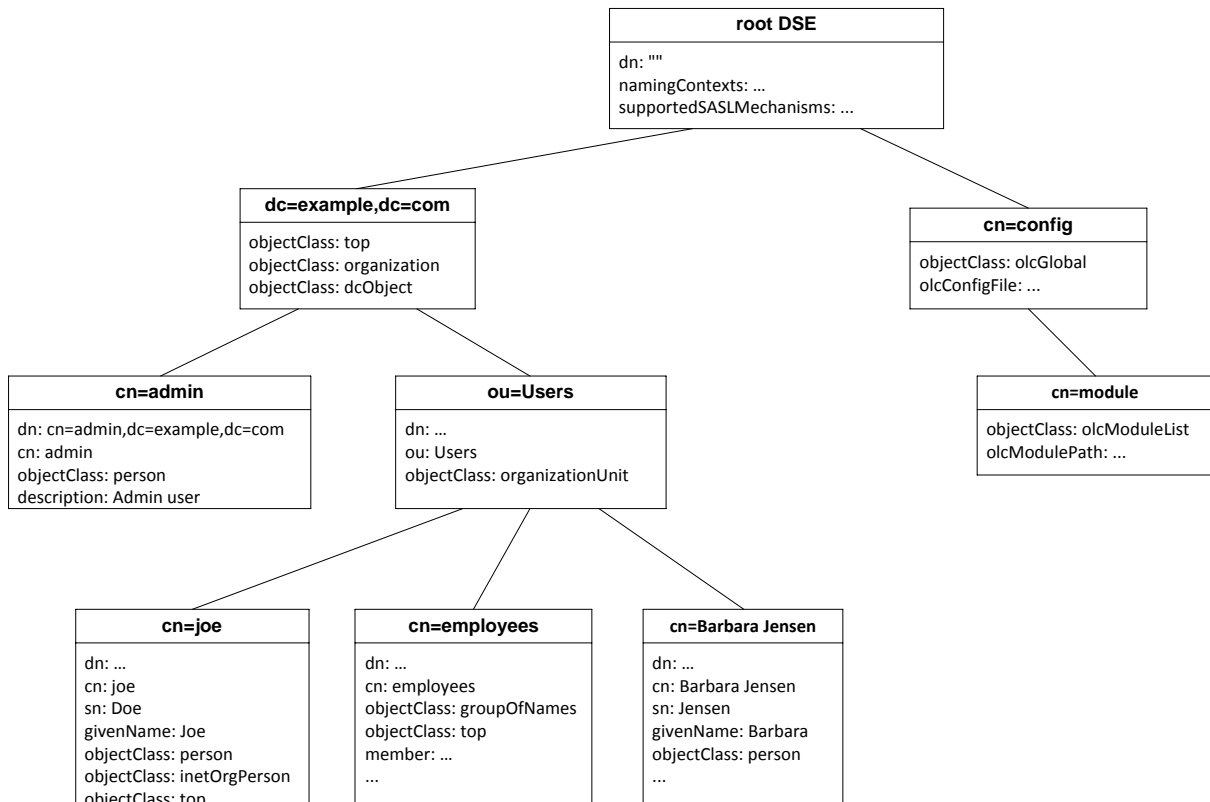 root DSE
dn: ""
namingContexts: ...
supportedSASLMechanisms: ...
dc=example,dc=com
objectClass: top
objectClass: organization
objectClass: dcObject
cn=config
objectClass: olcGlobal
olcConfigFile: ...
cn=admin
dn: cn=admin,dc=example,dc=com
cn: admin
objectClass: person
description: Admin user
ou=Users
dn: ...
ou: Users
objectClass: organizationUnit
cn=module
objectClass: olcModuleList
olcModulePath: ...
cn=joe
dn: ...
cn: joe
sn: Doe
givenName: Joe
objectClass: person
objectClass: inetOrgPerson
objectClass: top
cn=employees
dn: ...
cn: employees
objectClass: groupOfNames
objectClass: top
member: ...
...
cn=Barbara Jensen
dn: ...
cn: Barbara Jensen
sn: Jensen
givenName: Barbara
objectClass: person
...